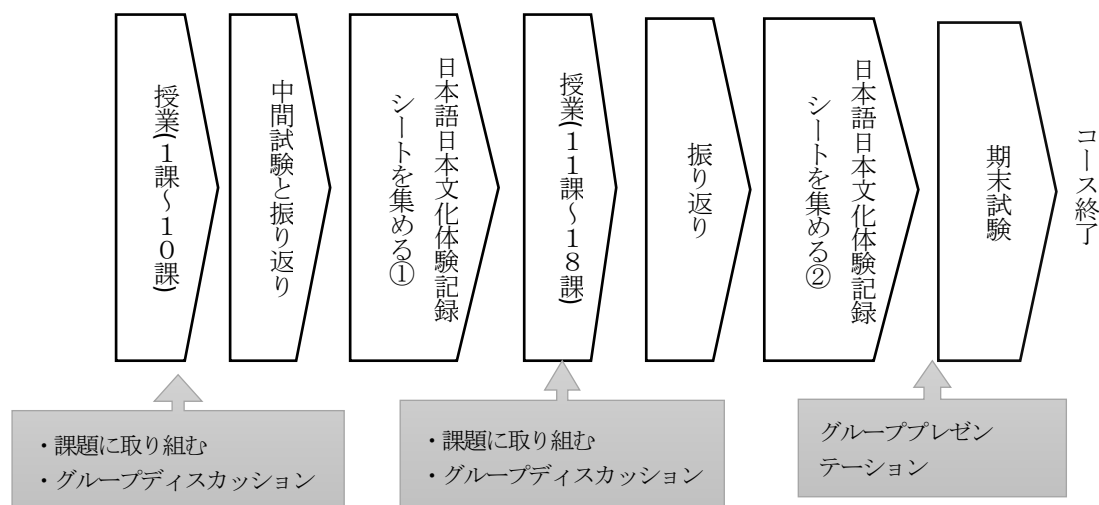 授業(1課～10課)
中間試験と振り返り
日本語日本文化体験記録
シートを集める①
授業(11課～18課)
振り返り
日本語日本文化体験記録
シートを集める②
期末試験
コース終了
・課題に取り組む
・グループディスカッション
・課題に取り組む
・グループディスカッション
グループプレゼン
テーション